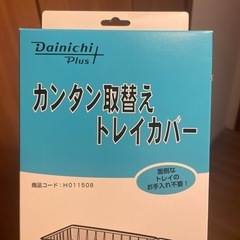 Dainichi
Plus
カンタン取替え
トレイカバー
面倒な
トレイの
お手入れ不要!
商品コード:H011508